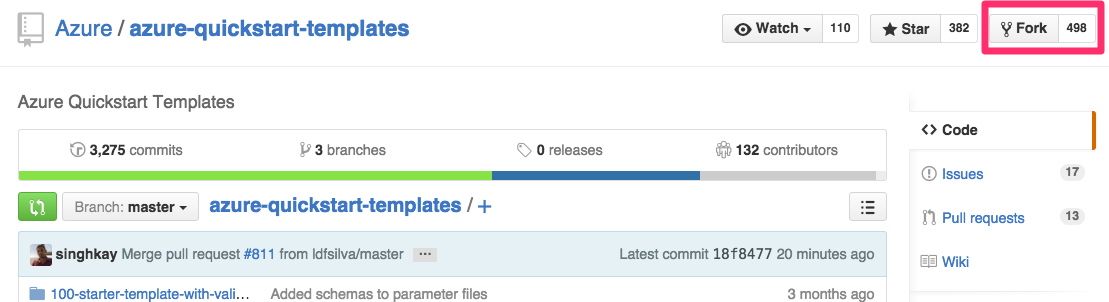 Azure / azure-quickstart-templates
Watch 110 Star 382 Fork 498
Azure Quickstart Templates
3,275 commits 3 branches 0 releases 132 contributors
Code
Issues 17
Pull requests 13
Wiki
Branch: master azure-quickstart-templates / +
singhkay Merge pull request #811 from ldfsilva/master ... Latest commit 18f8477 20 minutes ago
100-starter-template-with-vali... Added schemas to parameter files 3 months ago